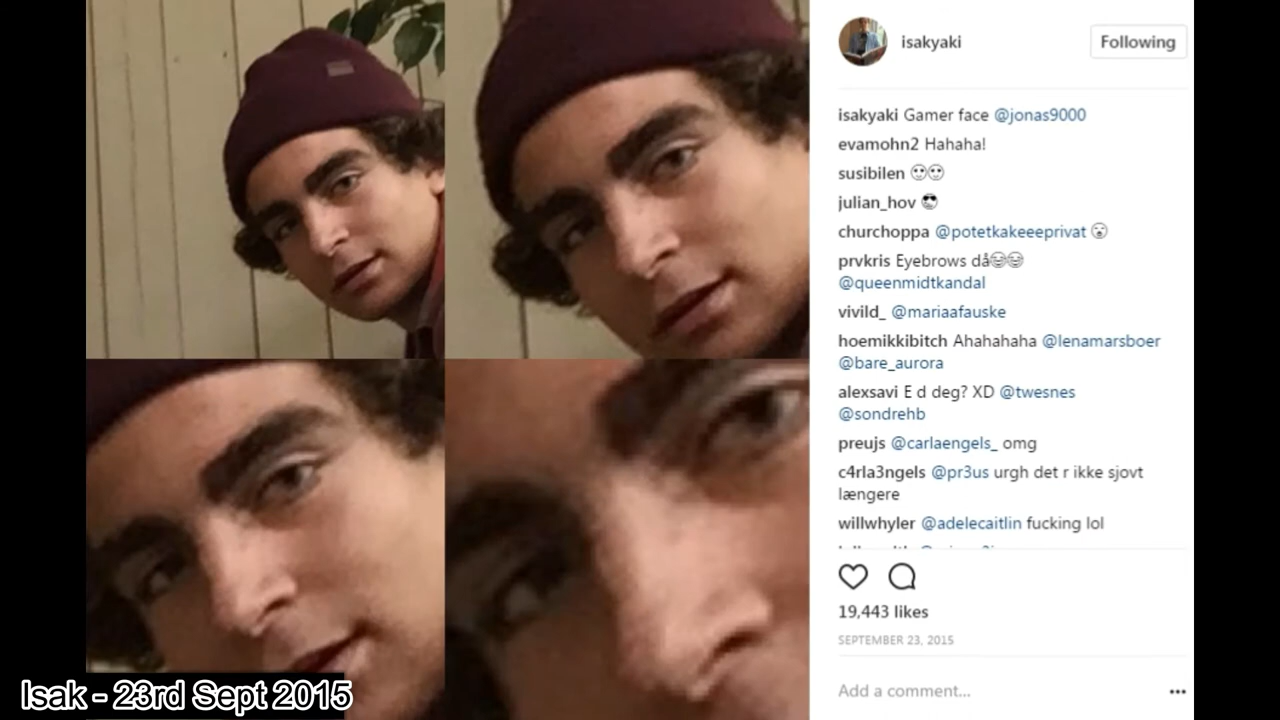 isakyaki
Following
isakyaki Gamer face @jonas9000
evamohn2 Hahaha!
susibilen 🙂🙂
julian_hov 😎
churchoppa @potetkakeeeprivat 😮
prvkris Eyebrows då😂😂
@queenmidtkandal
vivild_ @mariaafauske
hoemikkibitch Ahahahaha @lenamarsboer
@bare_aurora
alexsavi E d deg? XD @twesnes
@sondrehb
preujs @carlaengels_ omg
c4rla3ngels @pr3us urgh det r ikke sjovt
længere
willwhyler @adelecaitlin fucking lol
19,443 likes
SEPTEMBER 23, 2015
Add a comment...
Isak - 23rd Sept 2015